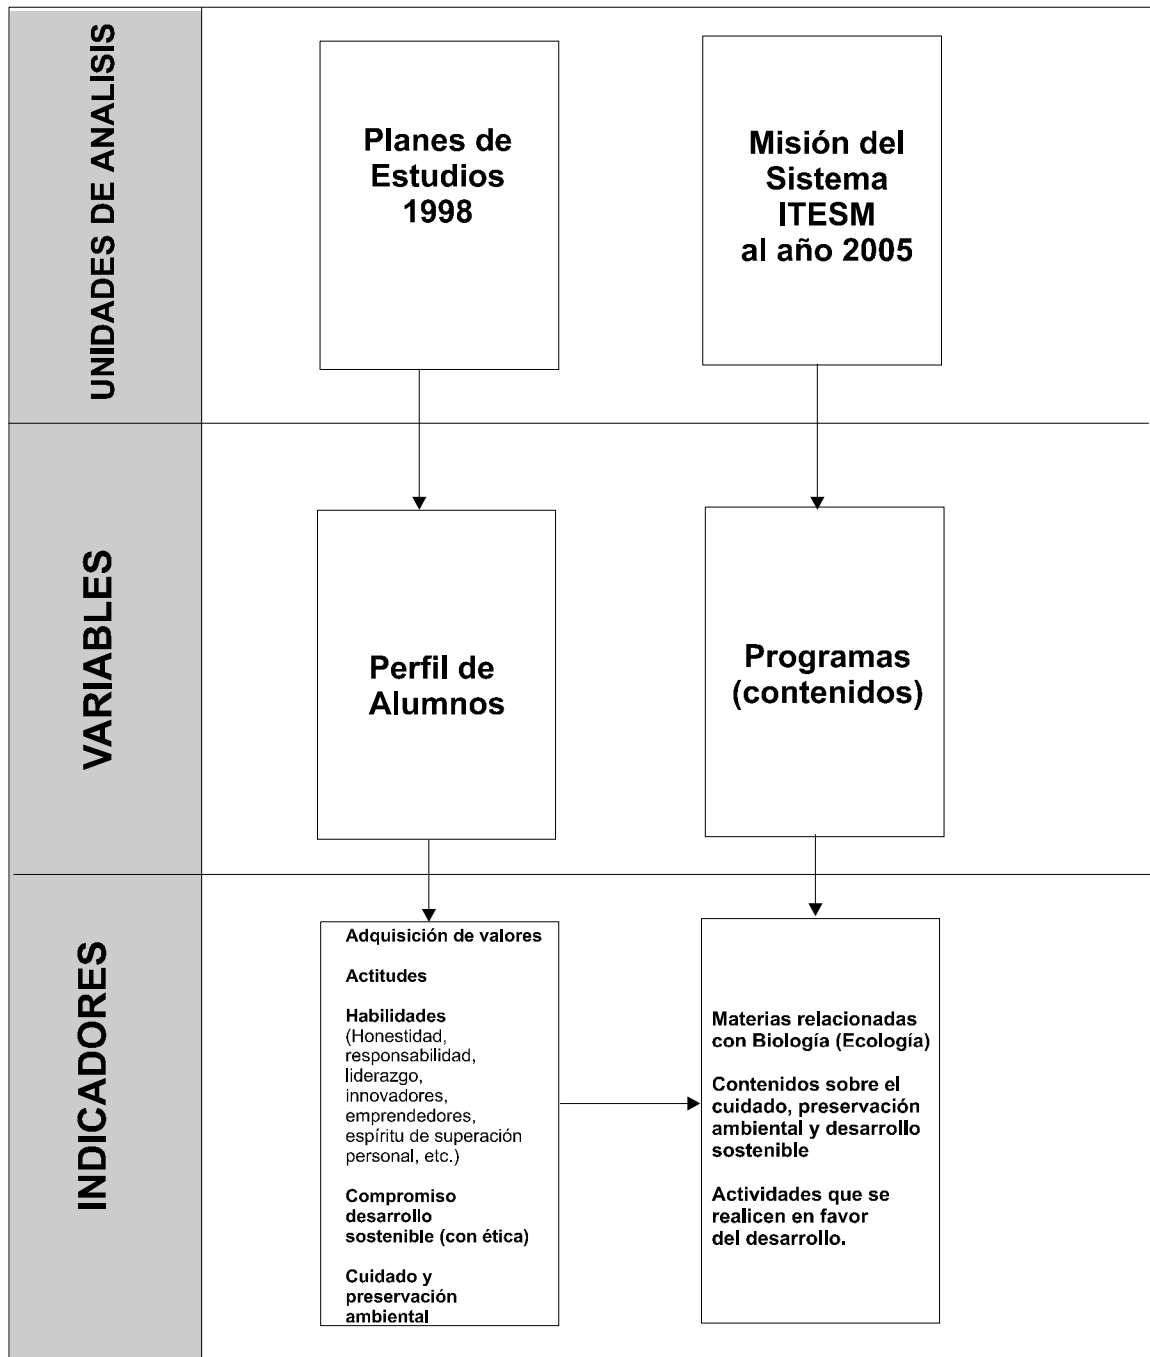 UNIDADES DE ANALISIS
Planes de
Estudios
1998
Misión del
Sistema
ITESM
al año 2005
VARIABLES
Perfil de
Alumnos
Programas
(contenidos)
INDICADORES
Adquisición de valores
Actitudes
Habilidades
(Honestidad,
responsabilidad,
liderazgo,
innovadores,
emprendedores,
espíritu de superación
personal, etc.)
Compromiso
desarrollo
sostenible (con ética)
Cuidado y
preservación
ambiental
Materias relacionadas
con Biología (Ecología)
Contenidos sobre el
cuidado, preservación
ambiental y desarrollo
sostenible
Actividades que se
realicen en favor
del desarrollo.